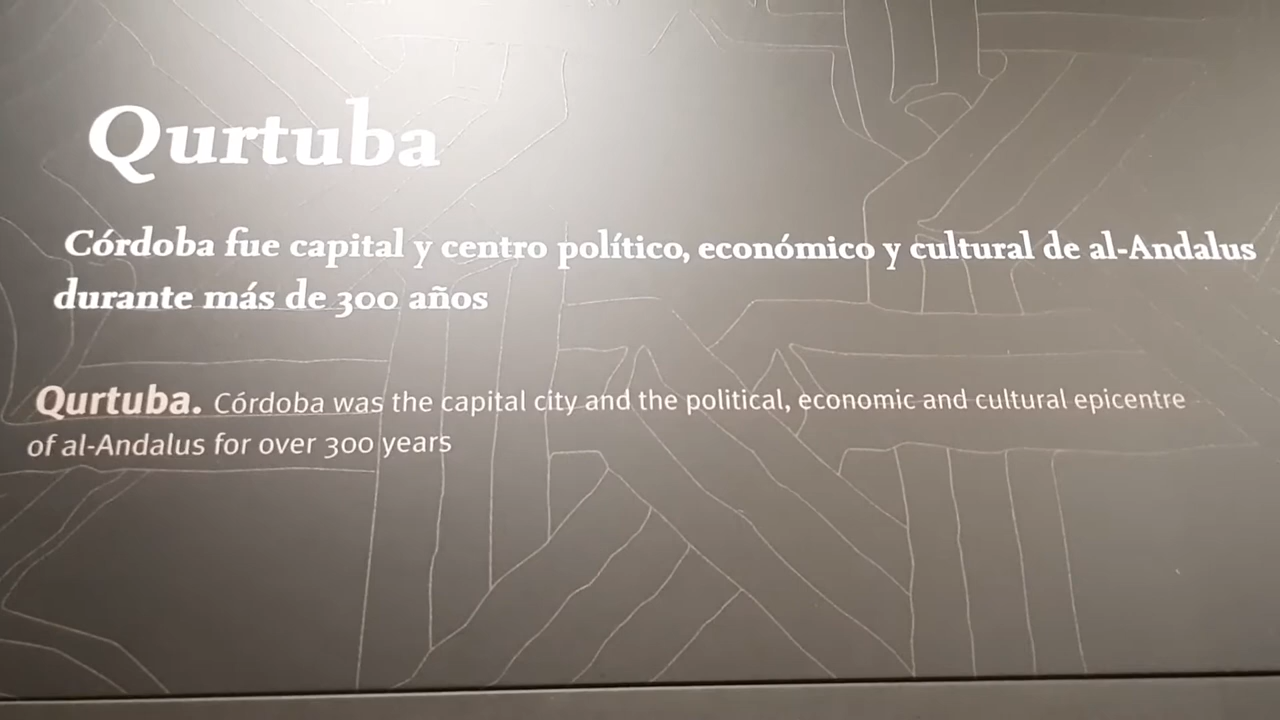 Qurtuba
Córdoba fue capital y centro político, económico y cultural de al-Andalus
durante más de 300 años
Qurtuba. Córdoba was the capital city and the political, economic and cultural epicentre
of al-Andalus for over 300 years